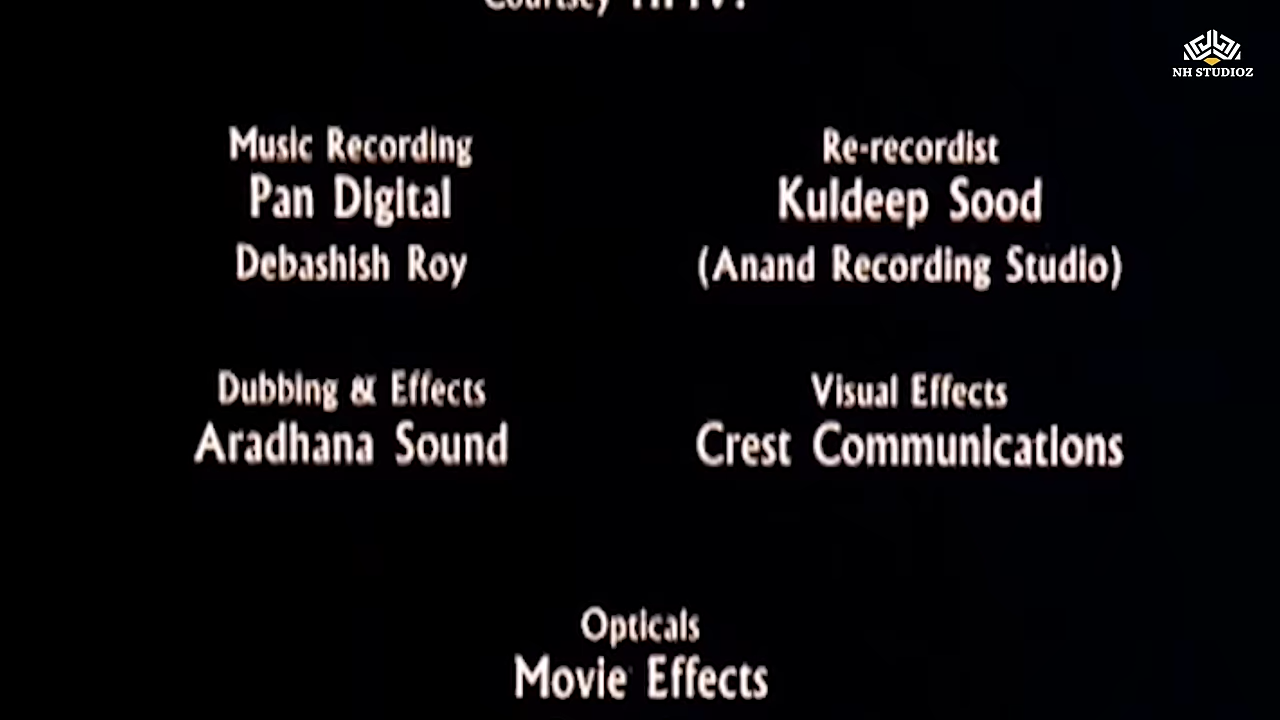 Courtsey
NH STUDIOZ
Music Recording
Pan Digital
Debashish Roy
Re-recordist
Kuldeep Sood
(Anand Recording Studio)
Dubbing & Effects
Aradhana Sound
Visual Effects
Crest Communications
Opticals
Movie Effects